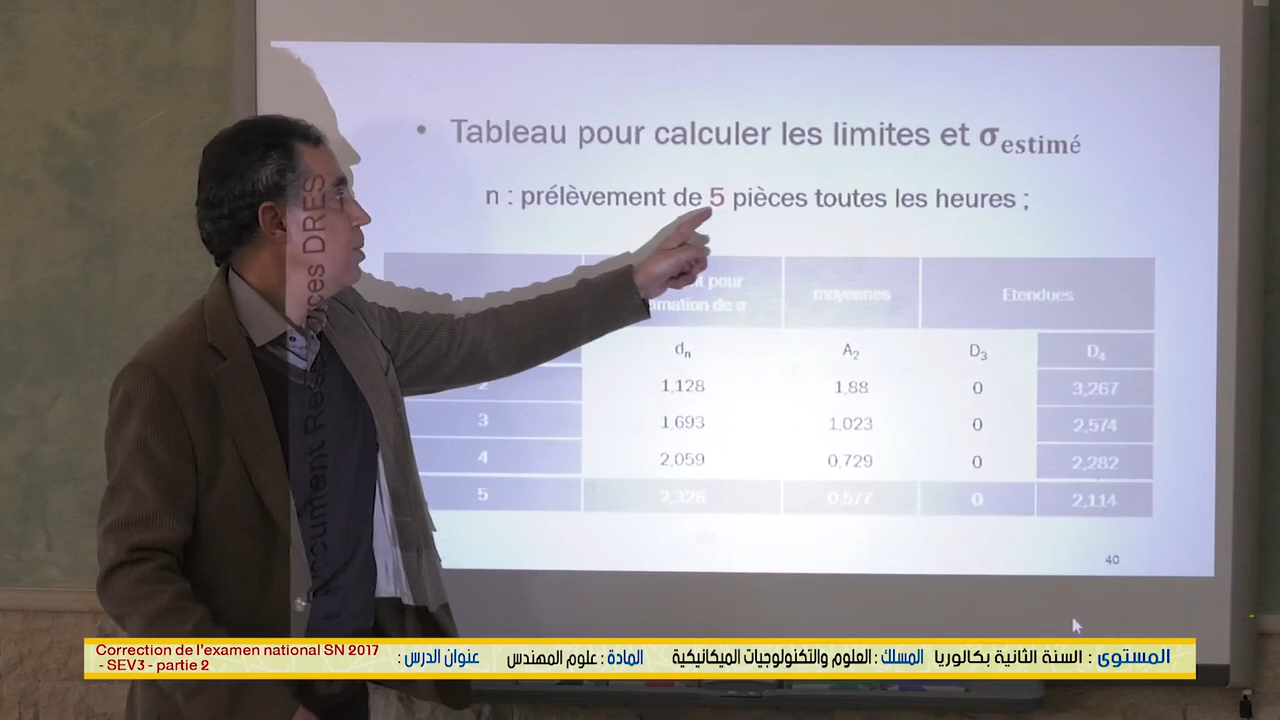 • Tableau pour calculer les limites et σestimé
n : prélèvement de 5 pièces toutes les heures ;
pour
de σ
moyennes
Etendues
dn A2 D3 D4
2 1,128 1,88 0 3,267
3 1,693 1,023 0 2,574
4 2,059 0,729 0 2,282
5 2,326 0,577 0 2,114
40
DRES
المستوى : السنة الثانية بكالوريا المسلك : العلوم والتكنولوجيات الميكانيكية المادة : علوم المهندس عنوان الدرس :
Correction de l'examen national SN 2017
- SEV3 - partie 2